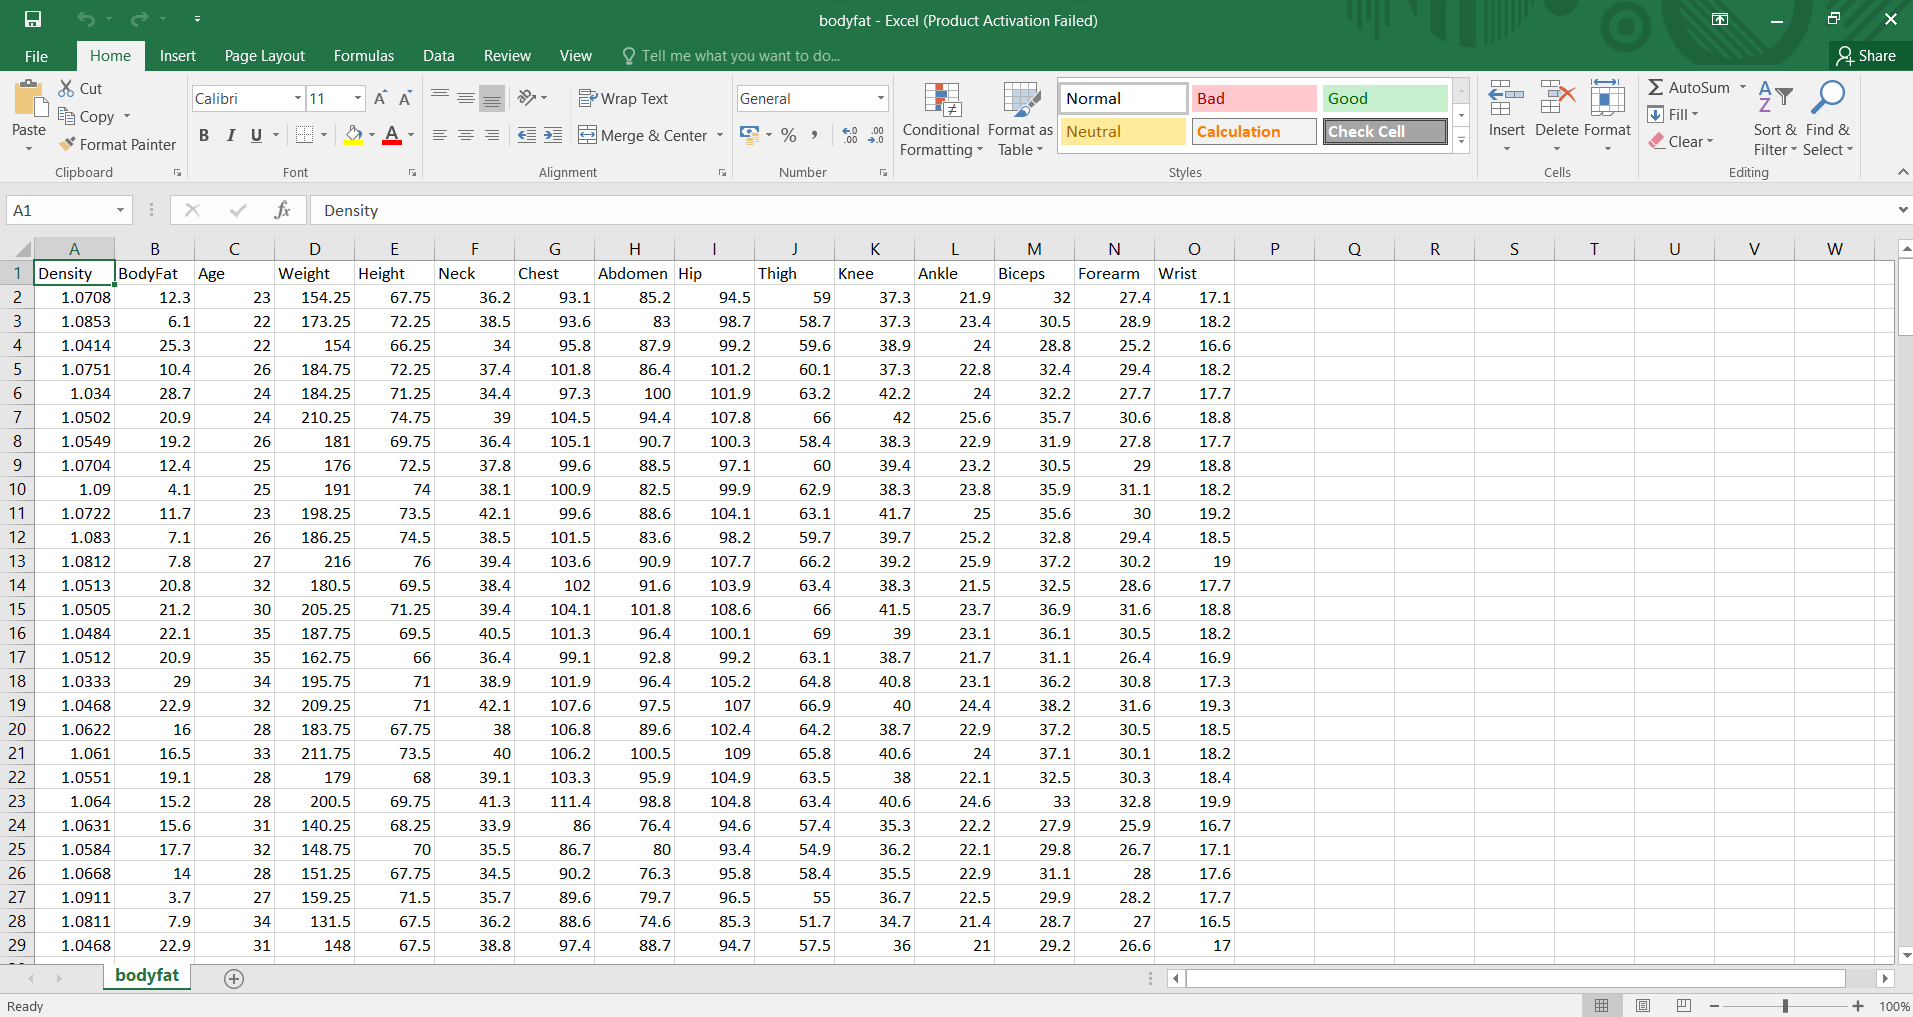 bodyfat - Excel (Product Activation Failed)
File Home Insert Page Layout Formulas Data Review View Tell me what you want to do... Share
Paste Cut Copy Format Painter Clipboard
Calibri 11 B I U A A A Font
Wrap Text Merge & Center Alignment
General % , .00 .0 Number
Conditional Formatting Format as Table Normal Bad Good Neutral Calculation Check Cell Styles
Insert Delete Format Cells
AutoSum Fill Clear Sort & Filter Find & Select Editing
A1 fx Density
A B C D E F G H I J K L M N O P Q R S T U V W
1 Density BodyFat Age Weight Height Neck Chest Abdomen Hip Thigh Knee Ankle Biceps Forearm Wrist
2 1.0708 12.3 23 154.25 67.75 36.2 93.1 85.2 94.5 59 37.3 21.9 32 27.4 17.1
3 1.0853 6.1 22 173.25 72.25 38.5 93.6 83 98.7 58.7 37.3 23.4 30.5 28.9 18.2
4 1.0414 25.3 22 154 66.25 34 95.8 87.9 99.2 59.6 38.9 24 28.8 25.2 16.6
5 1.0751 10.4 26 184.75 72.25 37.4 101.8 86.4 101.2 60.1 37.3 22.8 32.4 29.4 18.2
6 1.034 28.7 24 184.25 71.25 34.4 97.3 100 101.9 63.2 42.2 24 32.2 27.7 17.7
7 1.0502 20.9 24 210.25 74.75 39 104.5 94.4 107.8 66 42 25.6 35.7 30.6 18.8
8 1.0549 19.2 26 181 69.75 36.4 105.1 90.7 100.3 58.4 38.3 22.9 31.9 27.8 17.7
9 1.0704 12.4 25 176 72.5 37.8 99.6 88.5 97.1 60 39.4 23.2 30.5 29 18.8
10 1.09 4.1 25 191 74 38.1 100.9 82.5 99.9 62.9 38.3 23.8 35.9 31.1 18.2
11 1.0722 11.7 23 198.25 73.5 42.1 99.6 88.6 104.1 63.1 41.7 25 35.6 30 19.2
12 1.083 7.1 26 186.25 74.5 38.5 101.5 83.6 98.2 59.7 39.7 25.2 32.8 29.4 18.5
13 1.0812 7.8 27 216 76 39.4 103.6 90.9 107.7 66.2 39.2 25.9 37.2 30.2 19
14 1.0513 20.8 32 180.5 69.5 38.4 102 91.6 103.9 63.4 38.3 21.5 32.5 28.6 17.7
15 1.0505 21.2 30 205.25 71.25 39.4 104.1 101.8 108.6 66 41.5 23.7 36.9 31.6 18.8
16 1.0484 22.1 35 187.75 69.5 40.5 101.3 96.4 100.1 69 39 23.1 36.1 30.5 18.2
17 1.0512 20.9 35 162.75 66 36.4 99.1 92.8 99.2 63.1 38.7 21.7 31.1 26.4 16.9
18 1.0333 29 34 195.75 71 38.9 101.9 96.4 105.2 64.8 40.8 23.1 36.2 30.8 17.3
19 1.0468 22.9 32 209.25 71 42.1 107.6 97.5 107 66.9 40 24.4 38.2 31.6 19.3
20 1.0622 16 28 183.75 67.75 38 106.8 89.6 102.4 64.2 38.7 22.9 37.2 30.5 18.5
21 1.061 16.5 33 211.75 73.5 40 106.2 100.5 109 65.8 40.6 24 37.1 30.1 18.2
22 1.0551 19.1 28 179 68 39.1 103.3 95.9 104.9 63.5 38 22.1 32.5 30.3 18.4
23 1.064 15.2 28 200.5 69.75 41.3 111.4 98.8 104.8 63.4 40.6 24.6 33 32.8 19.9
24 1.0631 15.6 31 140.25 68.25 33.9 86 76.4 94.6 57.4 35.3 22.2 27.9 25.9 16.7
25 1.0584 17.7 32 148.75 70 35.5 86.7 80 93.4 54.9 36.2 22.1 29.8 26.7 17.1
26 1.0668 14 28 151.25 67.75 34.5 90.2 76.3 95.8 58.4 35.5 22.9 31.1 28 17.6
27 1.0911 3.7 27 159.25 71.5 35.7 89.6 79.7 96.5 55 36.7 22.5 29.9 28.2 17.7
28 1.0811 7.9 34 131.5 67.5 36.2 88.6 74.6 85.3 51.7 34.7 21.4 28.7 27 16.5
29 1.0468 22.9 31 148 67.5 38.8 97.4 88.7 94.7 57.5 36 21 29.2 26.6 17
bodyfat
Ready 100%